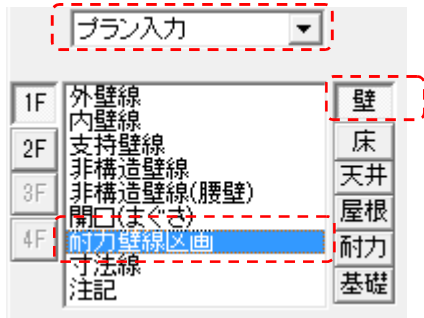 プラン入力
1F
2F
3F
4F
外壁線
内壁線
支持壁線
非構造壁線
非構造壁線(腰壁)
開口(まぐさ)
耐力壁線区画
寸法線
注記
壁
床
天井
屋根
耐力
基礎